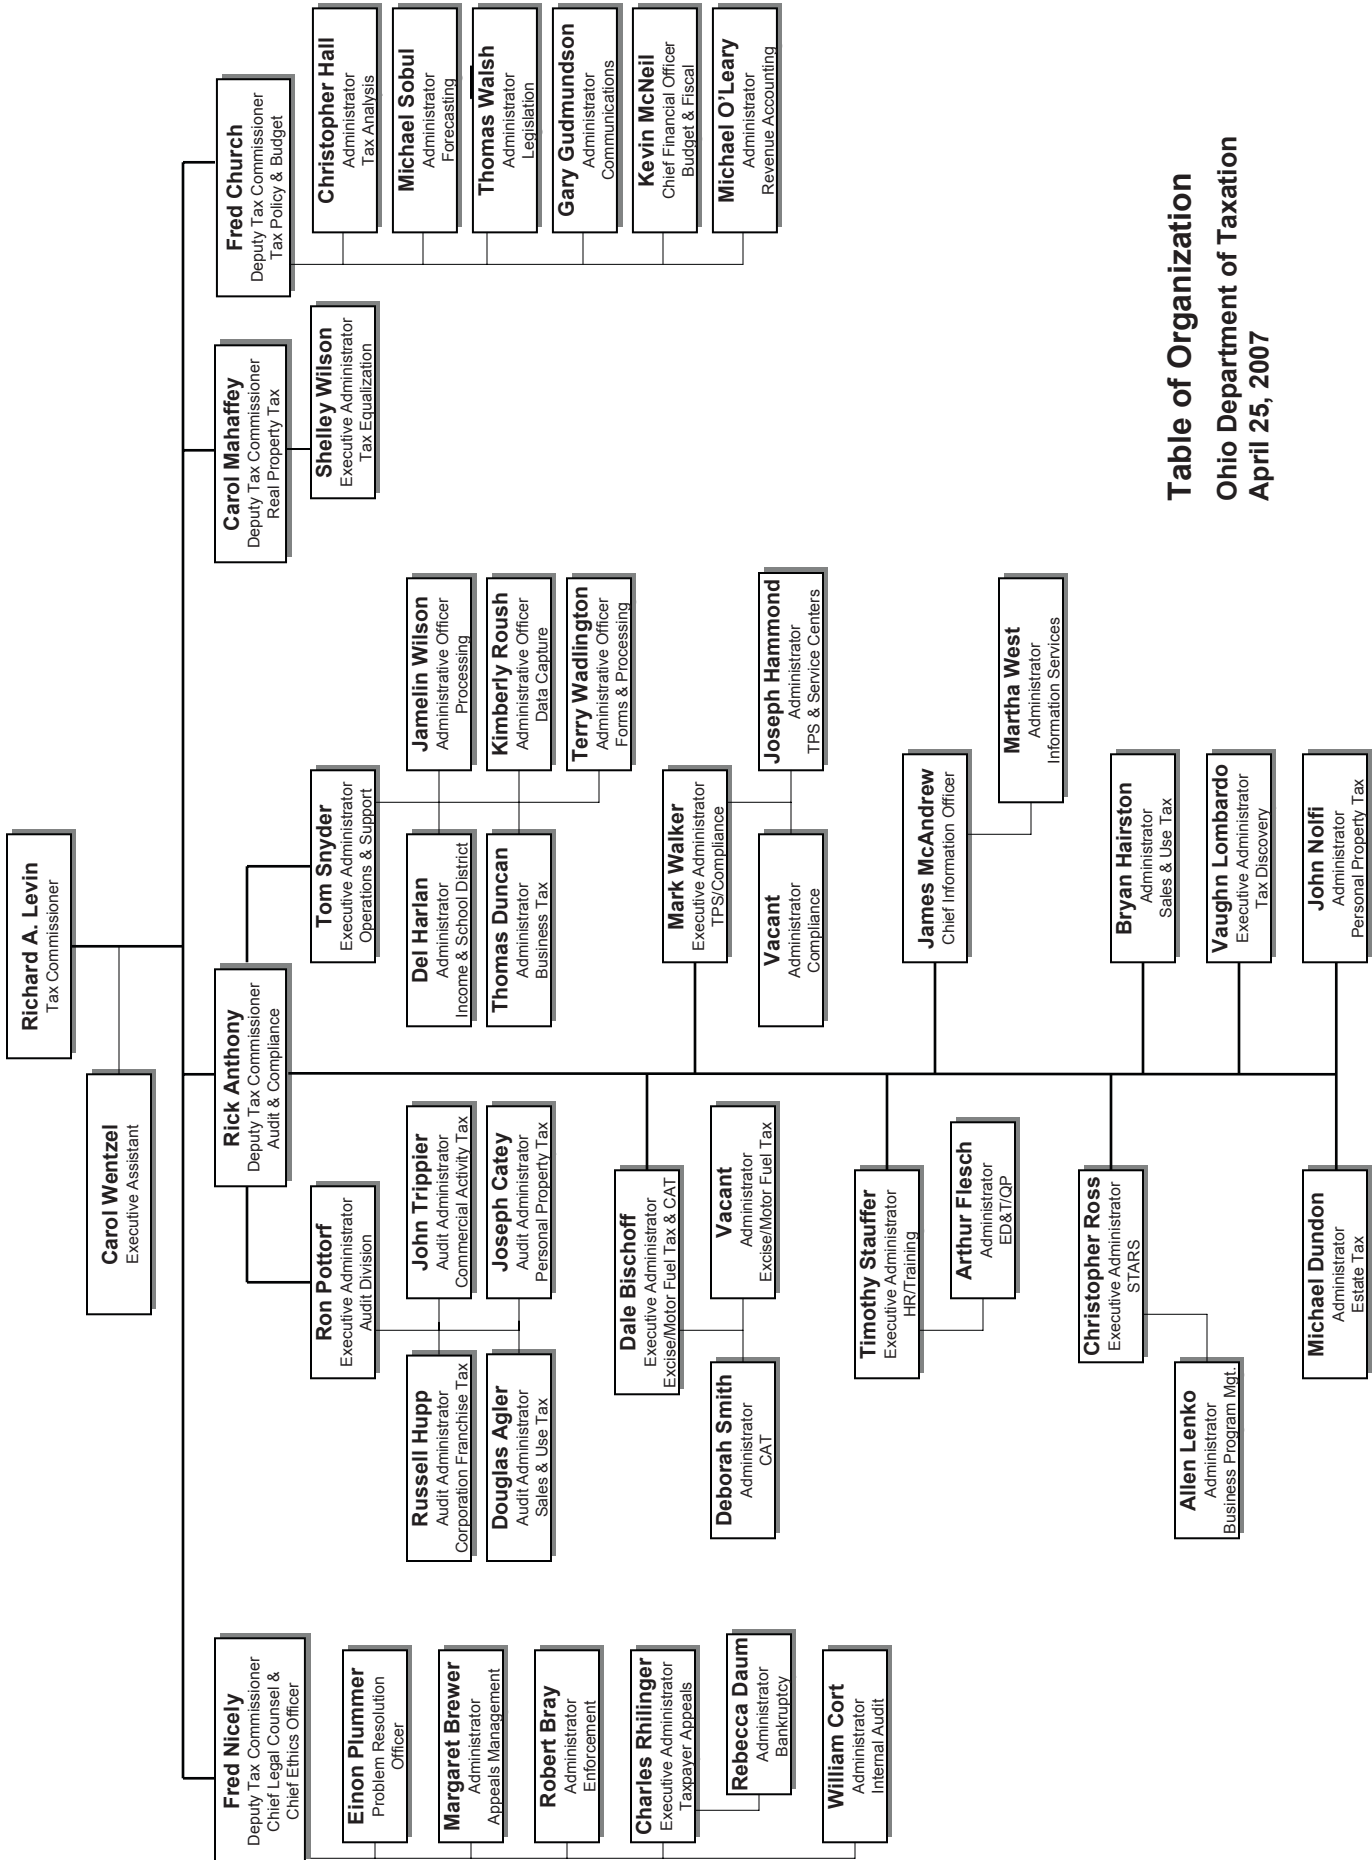 Richard A. Levin
Tax Commissioner
Carol Wentzel
Executive Assistant
Fred Nicely
Deputy Tax Commissioner
Chief Legal Counsel &
Chief Ethics Officer
Einon Plummer
Problem Resolution
Officer
Margaret Brewer
Administrator
Appeals Management
Robert Bray
Administrator
Enforcement
Charles Rhilinger
Executive Administrator
Taxpayer Appeals
Rebecca Daum
Administrator
Bankruptcy
William Cort
Administrator
Internal Audit
Rick Anthony
Deputy Tax Commissioner
Audit & Compliance
Ron Pottorf
Executive Administrator
Audit Division
Russell Hupp
Audit Administrator
Corporation Franchise Tax
John Trippier
Audit Administrator
Commercial Activity Tax
Douglas Agler
Audit Administrator
Sales & Use Tax
Joseph Catey
Audit Administrator
Personal Property Tax
Tom Snyder
Executive Administrator
Operations & Support
Del Harlan
Administrator
Income & School District
Jamelin Wilson
Administrative Officer
Processing
Thomas Duncan
Administrator
Business Tax
Kimberly Roush
Administrative Officer
Data Capture
Terry Wadlington
Administrative Officer
Forms & Processing
Dale Bischoff
Executive Administrator
Excise/Motor Fuel Tax & CAT
Deborah Smith
Administrator
CAT
Vacant
Administrator
Excise/Motor Fuel Tax
Mark Walker
Executive Administrator
TPS/Compliance
Vacant
Administrator
Compliance
Joseph Hammond
Administrator
TPS & Service Centers
Timothy Stauffer
Executive Administrator
HR/Training
Arthur Flesch
Administrator
ED&T/QP
James McAndrew
Chief Information Officer
Martha West
Administrator
Information Services
Christopher Ross
Executive Administrator
STARS
Allen Lenko
Administrator
Business Program Mgt.
Bryan Hairston
Administrator
Sales & Use Tax
Vaughn Lombardo
Executive Administrator
Tax Discovery
Michael Dundon
Administrator
Estate Tax
John Nolfi
Administrator
Personal Property Tax
Carol Mahaffey
Deputy Tax Commissioner
Real Property Tax
Shelley Wilson
Executive Administrator
Tax Equalization
Fred Church
Deputy Tax Commissioner
Tax Policy & Budget
Christopher Hall
Administrator
Tax Analysis
Michael Sobul
Administrator
Forecasting
Thomas Walsh
Administrator
Legislation
Gary Gudmundson
Administrator
Communications
Kevin McNeil
Chief Financial Officer
Budget & Fiscal
Michael O'Leary
Administrator
Revenue Accounting
Table of Organization
Ohio Department of Taxation
April 25, 2007